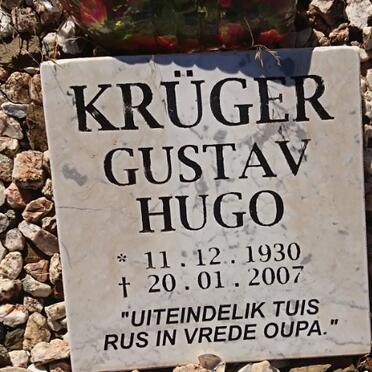 KRÜGER
GUSTAV
HUGO
* 11.12.1930
† 20.01.2007
"UITEINDELIK TUIS
RUS IN VREDE OUPA."